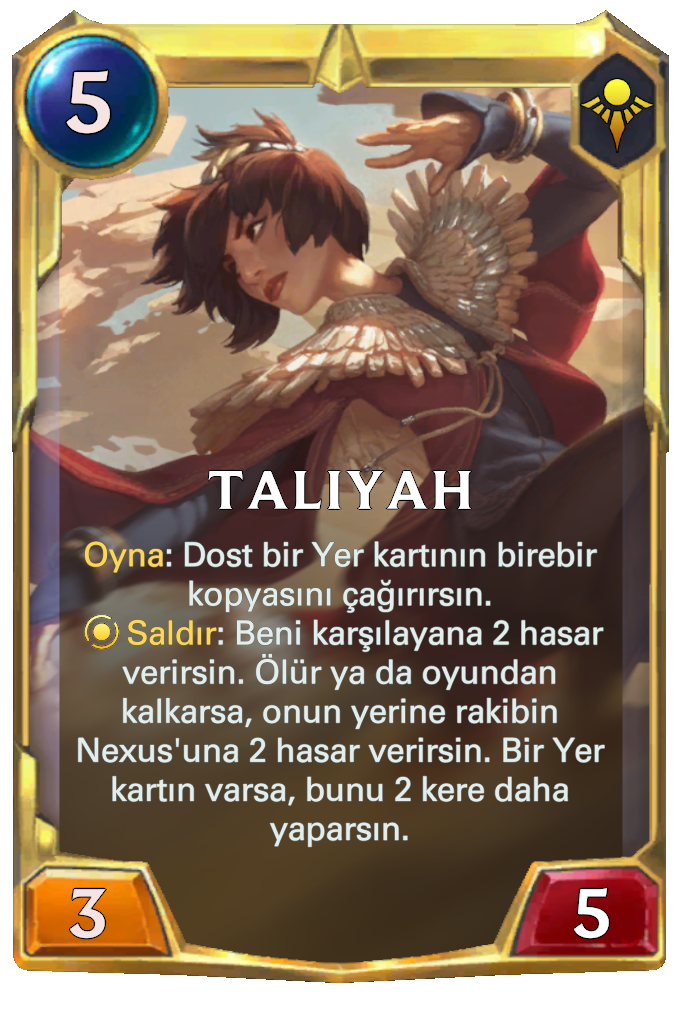 5
TALIYAH
Oyna: Dost bir Yer kartının birebir
kopyasını çağırırsın.
Saldır: Beni karşılayana 2 hasar
verirsin. Ölür ya da oyundan
kalkarsa, onun yerine rakibin
Nexus'una 2 hasar verirsin. Bir Yer
kartın varsa, bunu 2 kere daha
yaparsın.
3
5